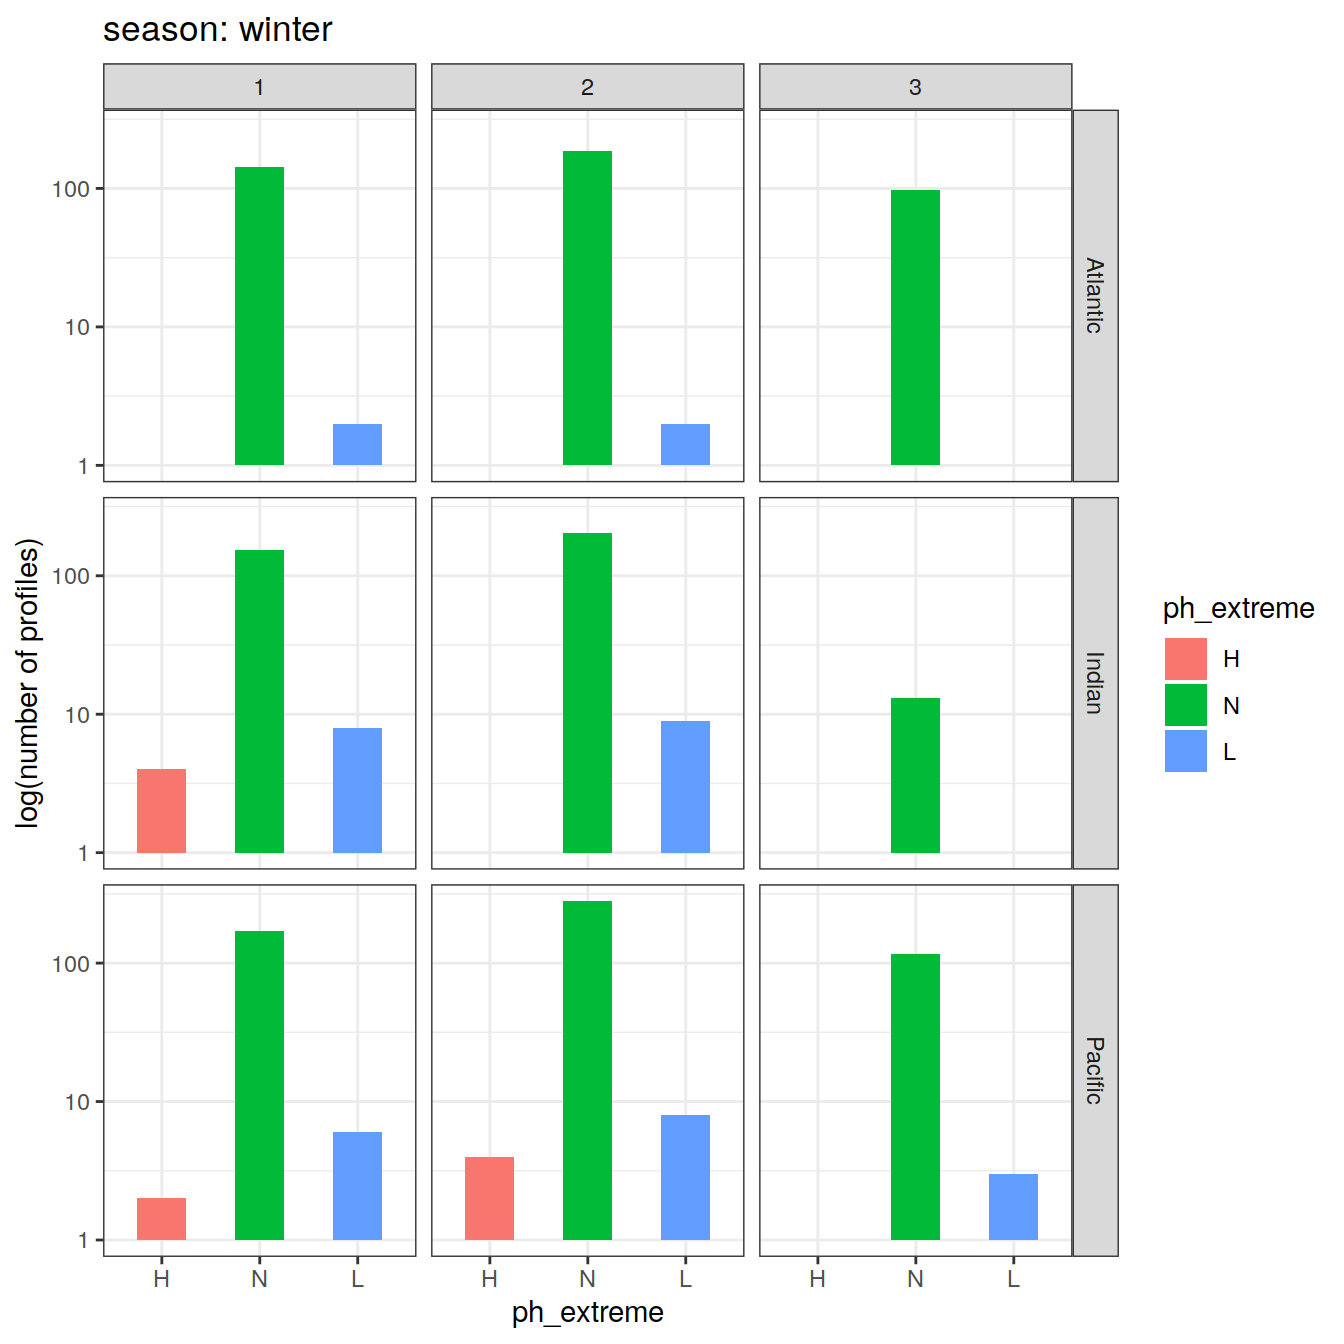 season: winter
1
2
3
100
10
1
Atlantic
100
10
1
Indian
100
10
1
Pacific
log(number of profiles)
H
N
L
H
N
L
H
N
L
ph_extreme
ph_extreme
H
N
L